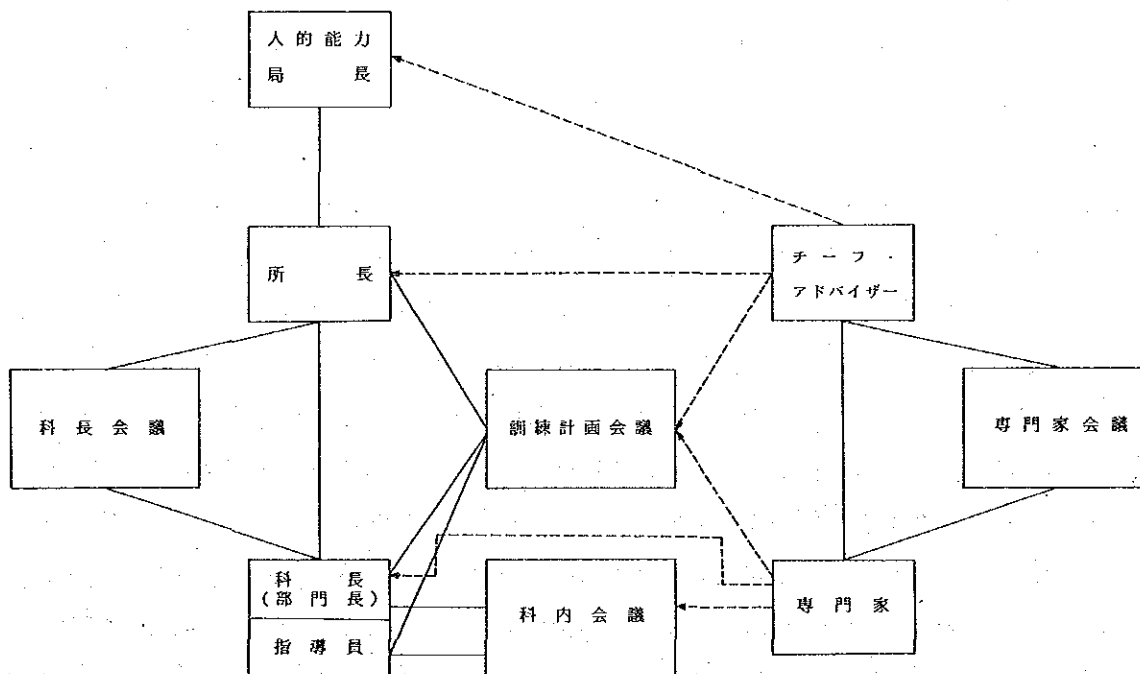 人的能力
局長
所長
チーフ・
アドバイザー
科長会議
訓練計画会議
専門家会議
科長
(部門長)
指導員
科内会議
専門家